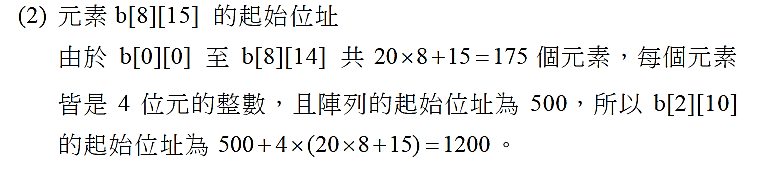 (2) 元素 b[8][15] 的起始位址
由於 b[0][0] 至 b[8][14] 共 20×8+15=175 個元素，每個元素
皆是 4 位元的整數，且陣列的起始位址為 500，所以 b[2][10]
的起始位址為 500+4×(20×8+15)=1200。